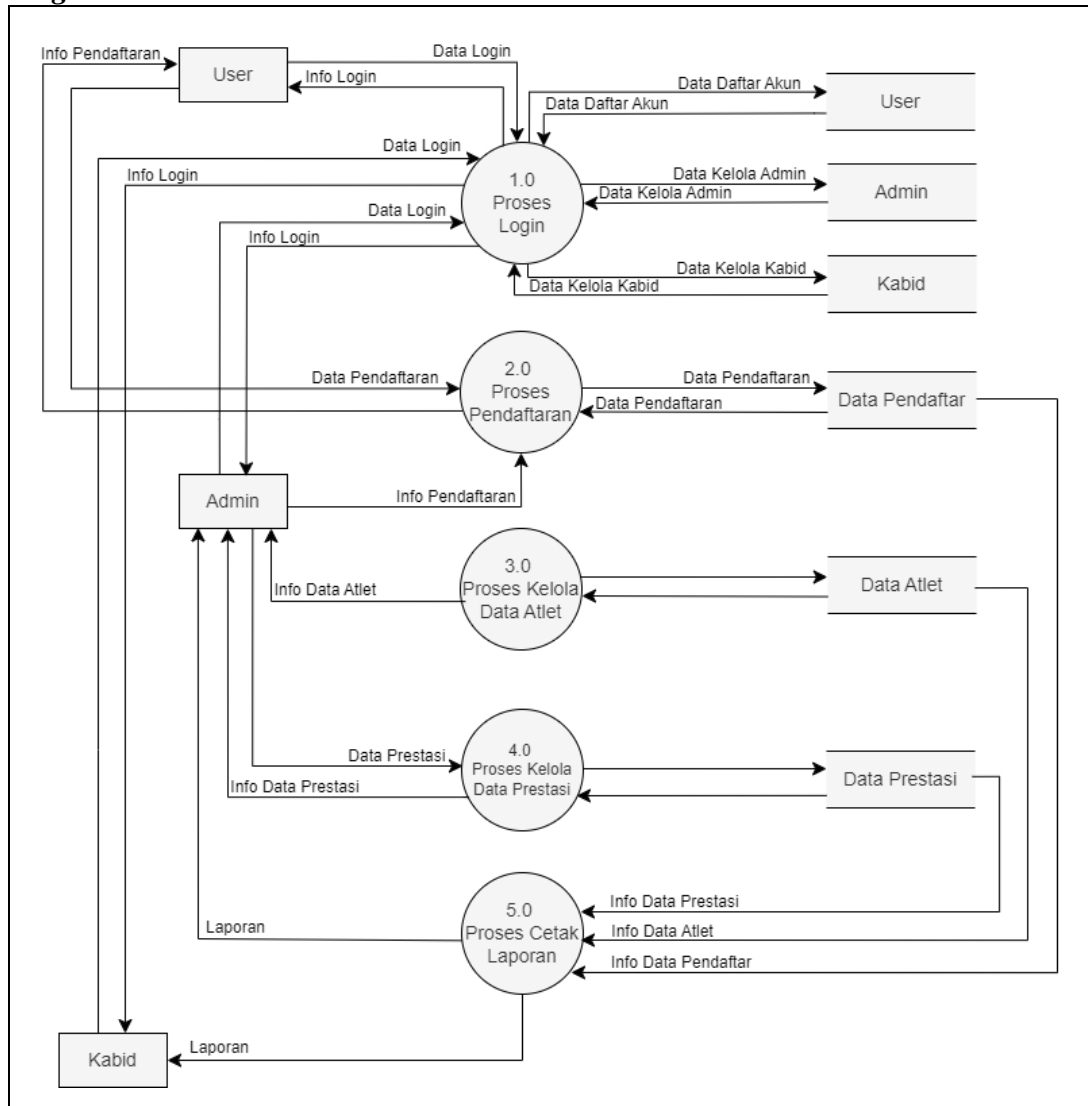 Info Pendaftaran
Data Login
User
Info Login
Data Daftar Akun
Data Daftar Akun
User
Data Login
Info Login
1.0
Proses
Login
Data Kelola Admin
Data Kelola Admin
Admin
Data Login
Info Login
Data Kelola Kabid
Data Kelola Kabid
Kabid
Data Pendaftaran
2.0
Proses
Pendaftaran
Data Pendaftaran
Data Pendaftaran
Data Pendaftar
Admin
Info Pendaftaran
Info Data Atlet
3.0
Proses Kelola
Data Atlet
Data Atlet
Data Prestasi
Info Data Prestasi
4.0
Proses Kelola
Data Prestasi
Data Prestasi
Laporan
5.0
Proses Cetak
Laporan
Info Data Prestasi
Info Data Atlet
Info Data Pendaftar
Kabid
Laporan